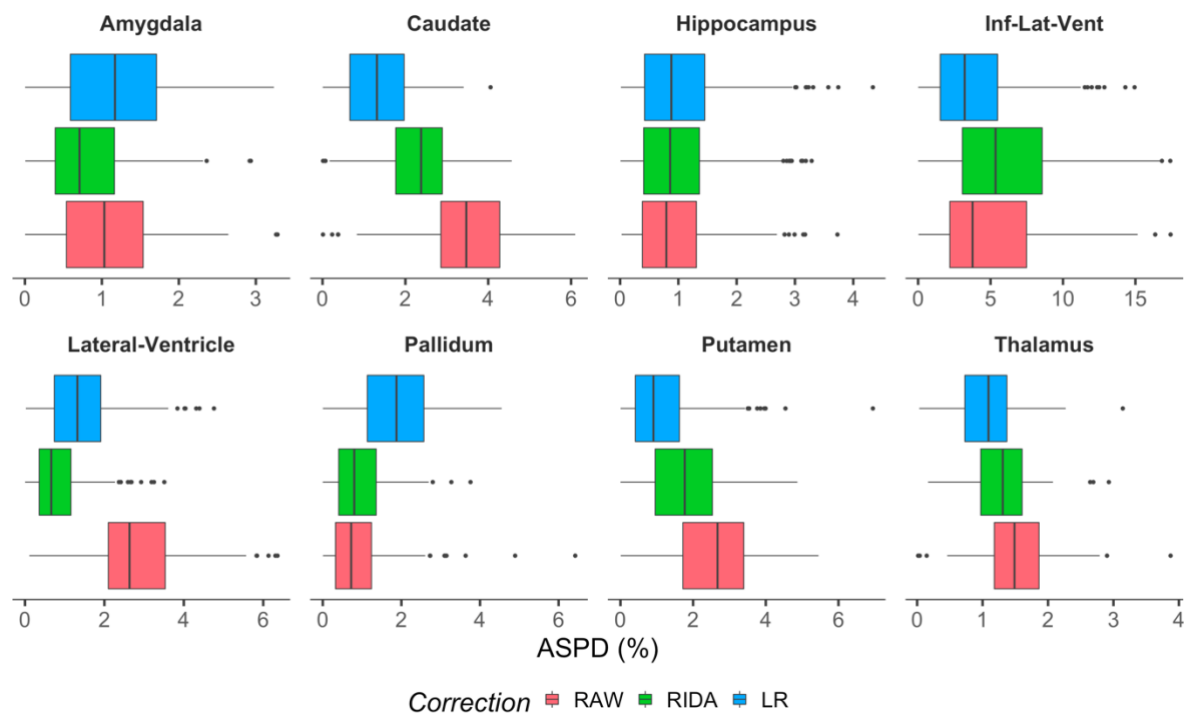 Amygdala Caudate Hippocampus Inf-Lat-Vent
0 1 2 3 0 2 4 6 0 1 2 3 4 0 5 10 15
Lateral-Ventricle Pallidum Putamen Thalamus
0 2 4 6 0 2 4 6 0 2 4 6 0 1 2 3 4
ASPD (%)
Correction RAW RIDA LR